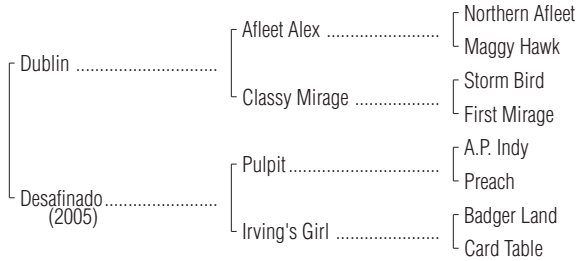 Northern Afleet
Afleet Alex ......................
Maggy Hawk
Dublin ............................
Storm Bird
Classy Mirage .................
First Mirage
A.P. Indy
Pulpit..............................
Preach
Desafinado......................
(2005)
Badger Land
Irving's Girl .....................
Card Table